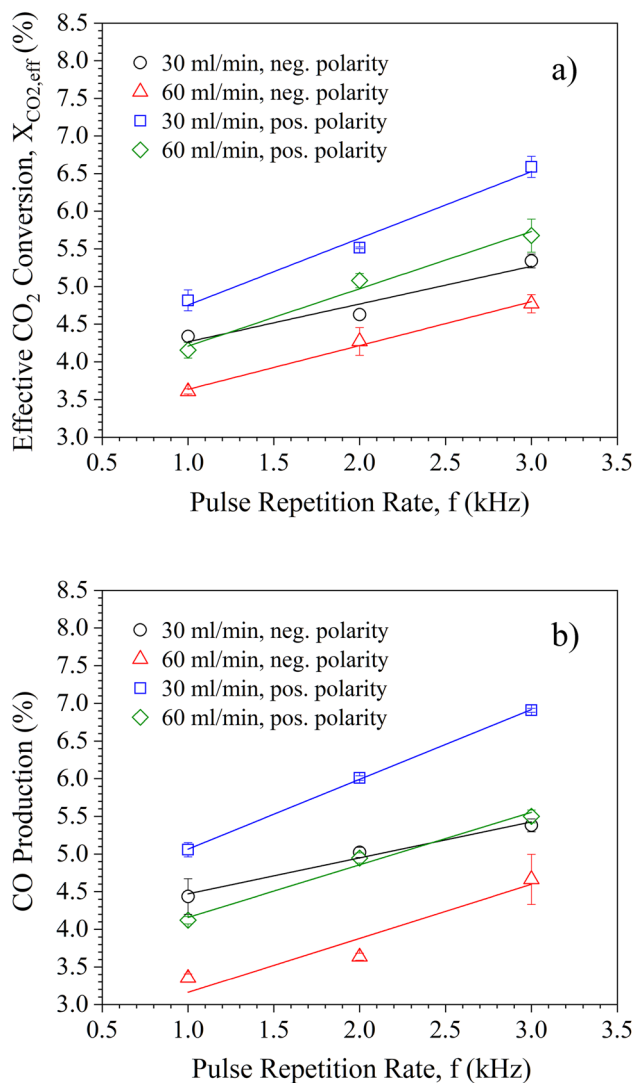 Effective CO2 Conversion, XCO2,eff (%)
8.5
8.0
7.5
7.0
6.5
6.0
5.5
5.0
4.5
4.0
3.5
3.0
a)
30 ml/min, neg. polarity
60 ml/min, neg. polarity
30 ml/min, pos. polarity
60 ml/min, pos. polarity
0.5 1.0 1.5 2.0 2.5 3.0 3.5
Pulse Repetition Rate, f (kHz)
CO Production (%)
8.5
8.0
7.5
7.0
6.5
6.0
5.5
5.0
4.5
4.0
3.5
3.0
b)
30 ml/min, neg. polarity
60 ml/min, neg. polarity
30 ml/min, pos. polarity
60 ml/min, pos. polarity
0.5 1.0 1.5 2.0 2.5 3.0 3.5
Pulse Repetition Rate, f (kHz)